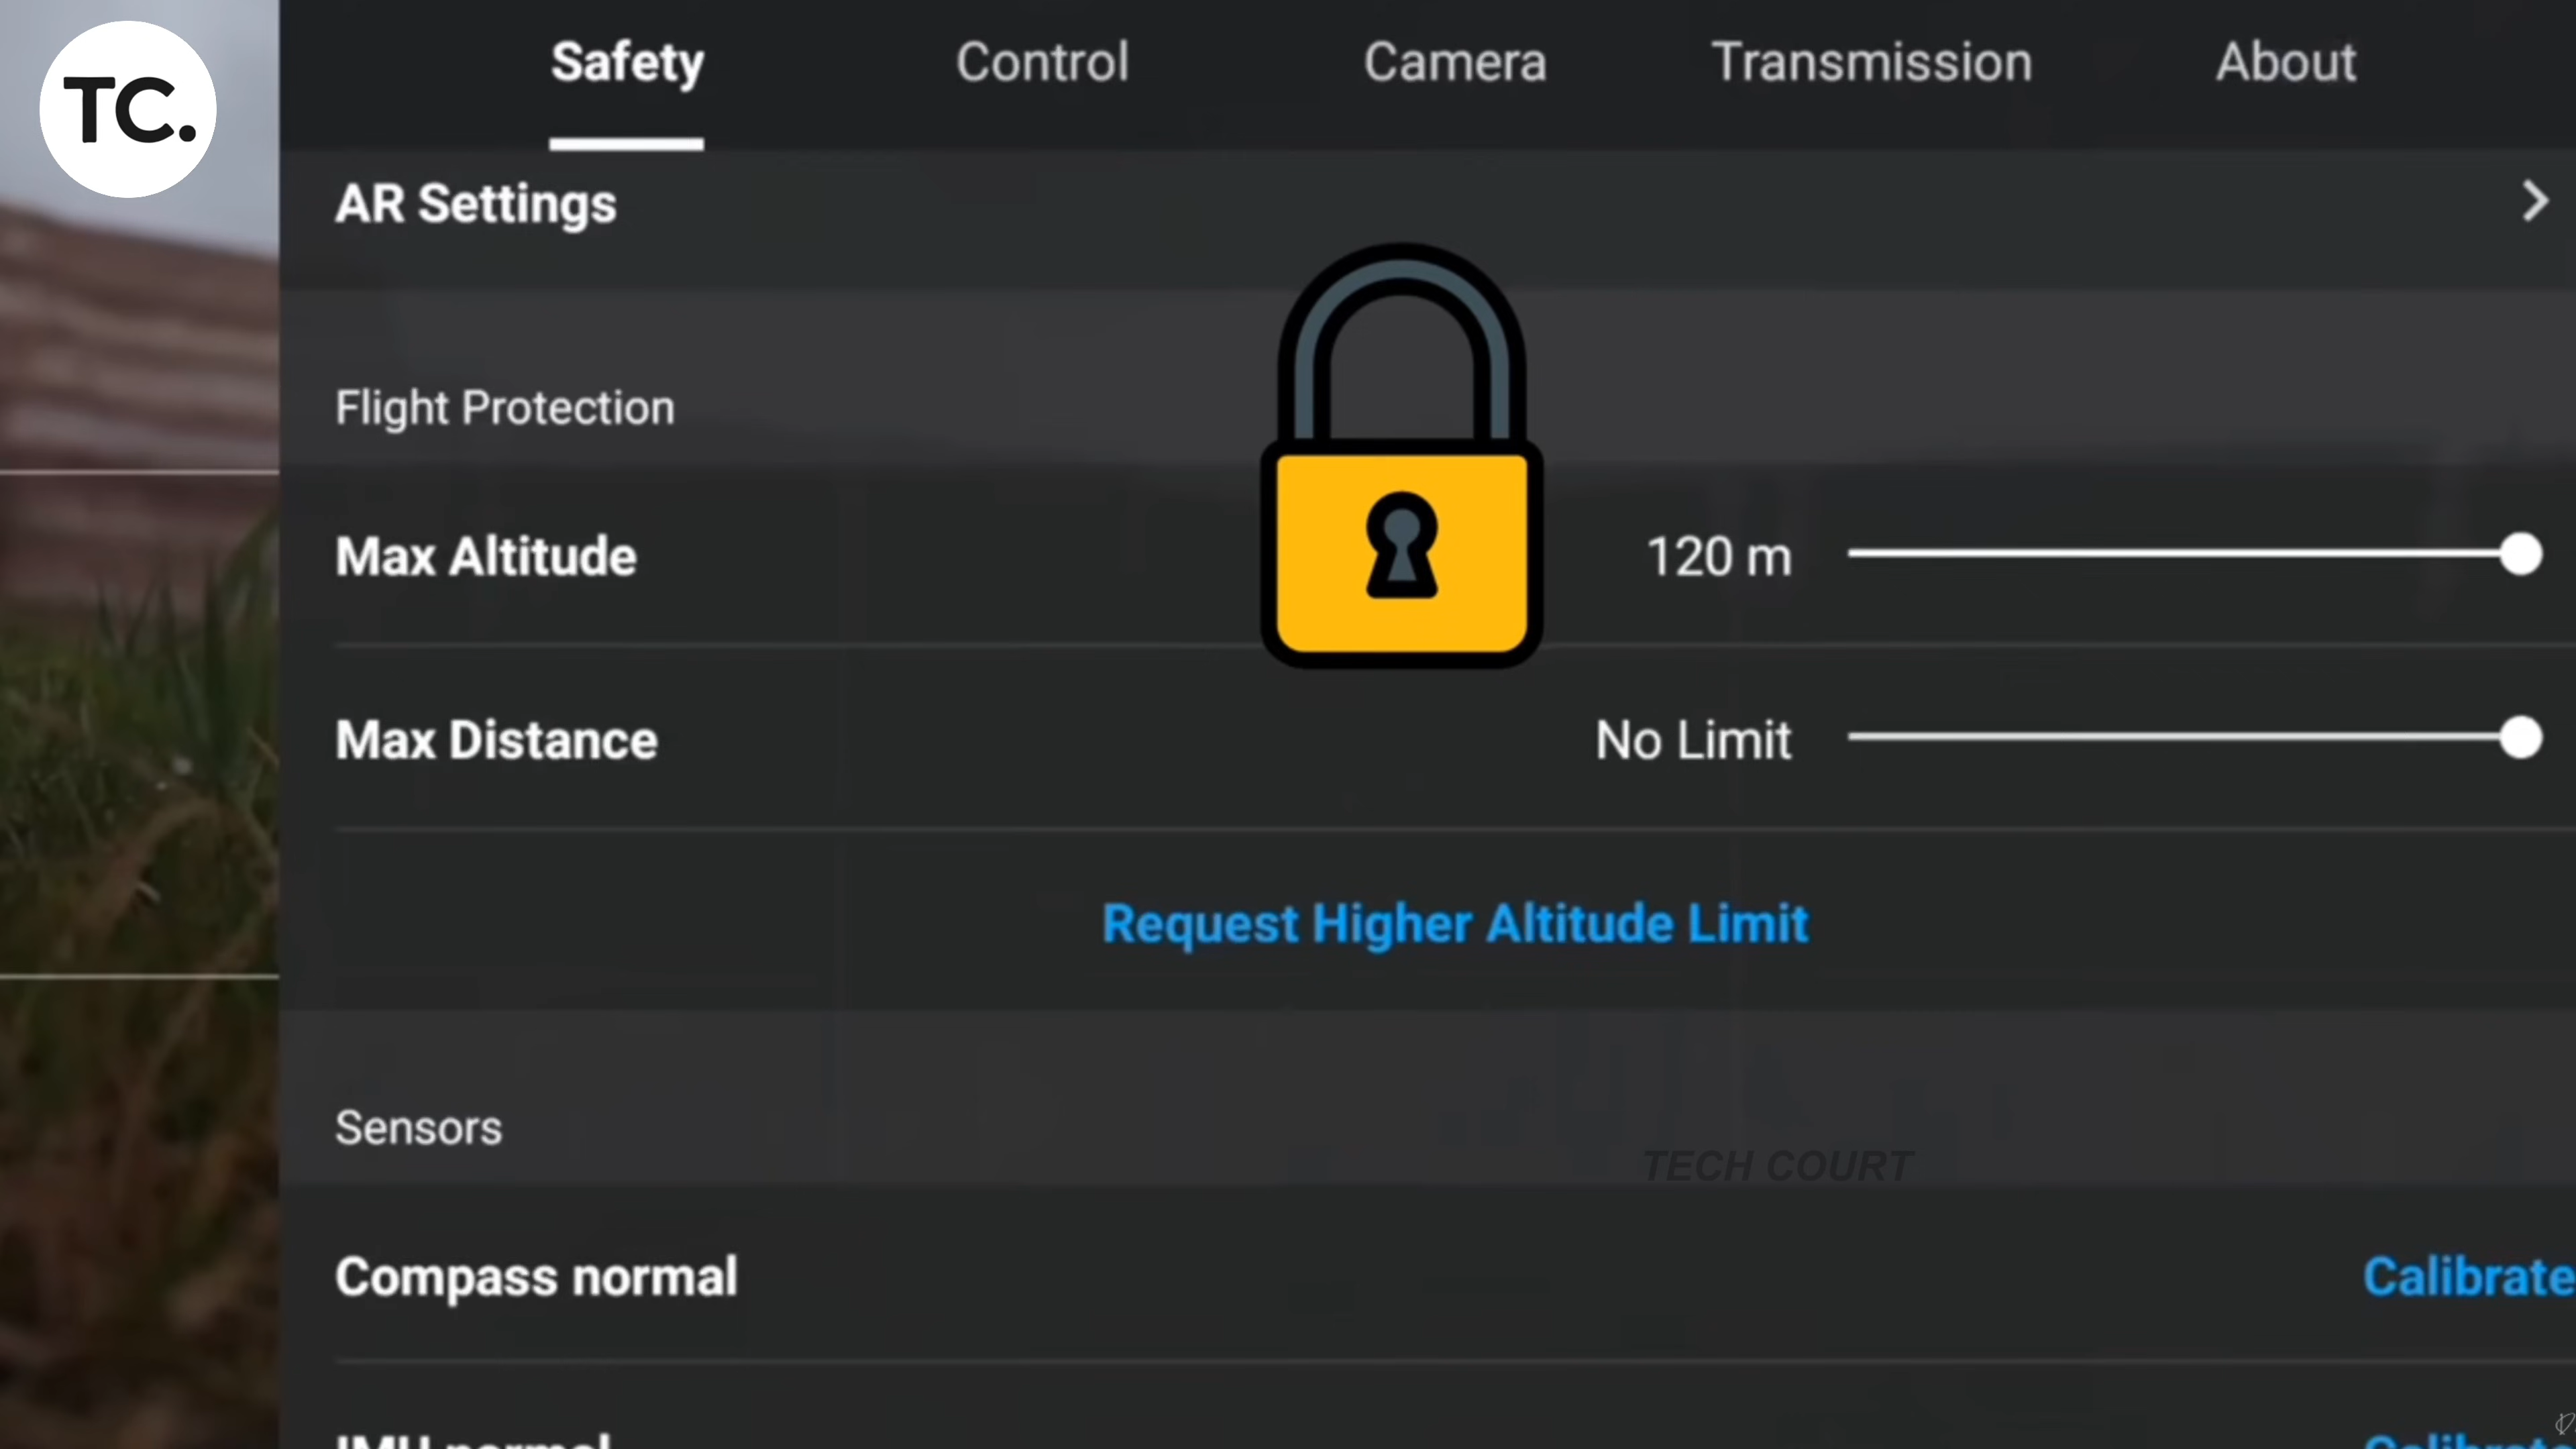 TC.
Safety Control Camera Transmission About
AR Settings
Flight Protection
Max Altitude 120 m
Max Distance No Limit
Request Higher Altitude Limit
Sensors
TECH COURT
Compass normal Calibrate